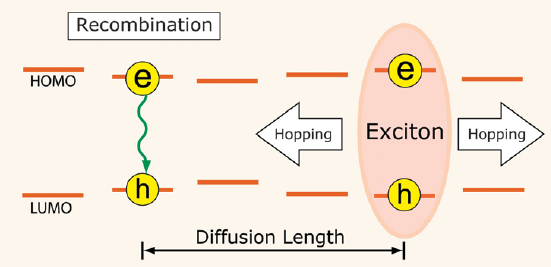 Recombination
HOMO
e
e
Hopping
Exciton
Hopping
LUMO
h
h
Diffusion Length